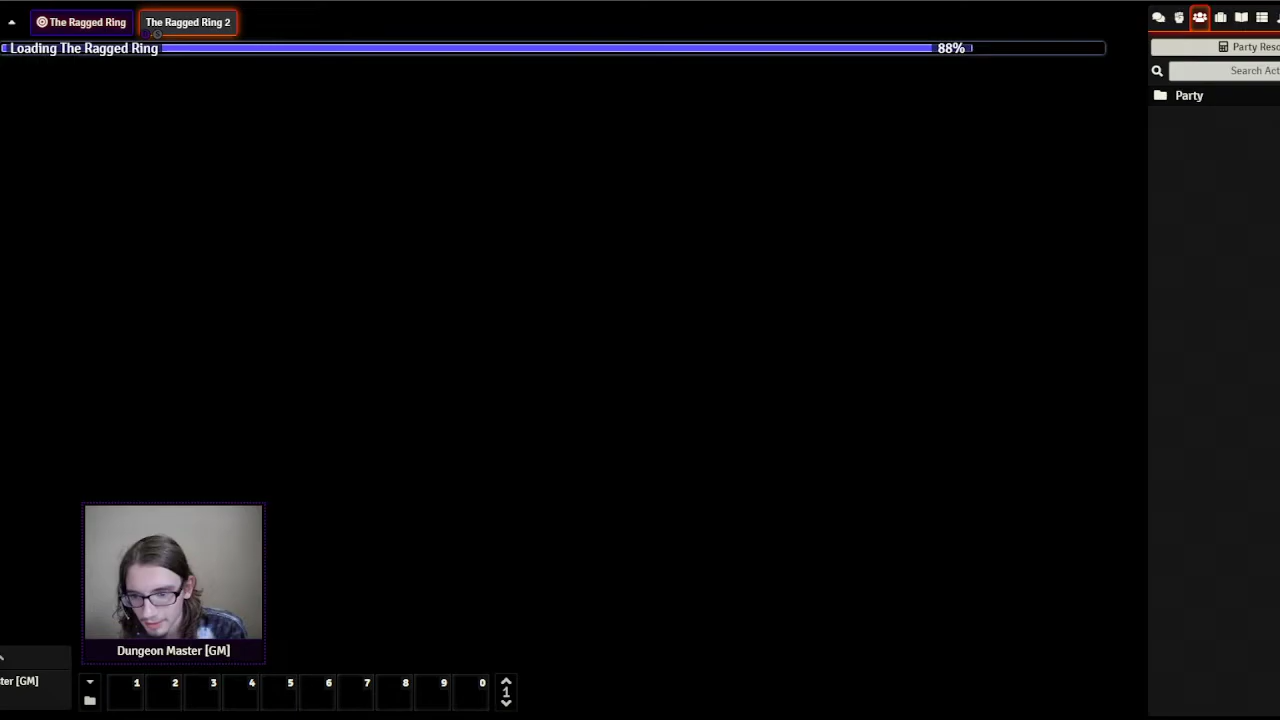 The Ragged Ring
The Ragged Ring 2
Loading The Ragged Ring
88%
Party Reso
Search Act
Party
Dungeon Master [GM]
ter [GM]
1 2 3 4 5 6 7 8 9 0
1